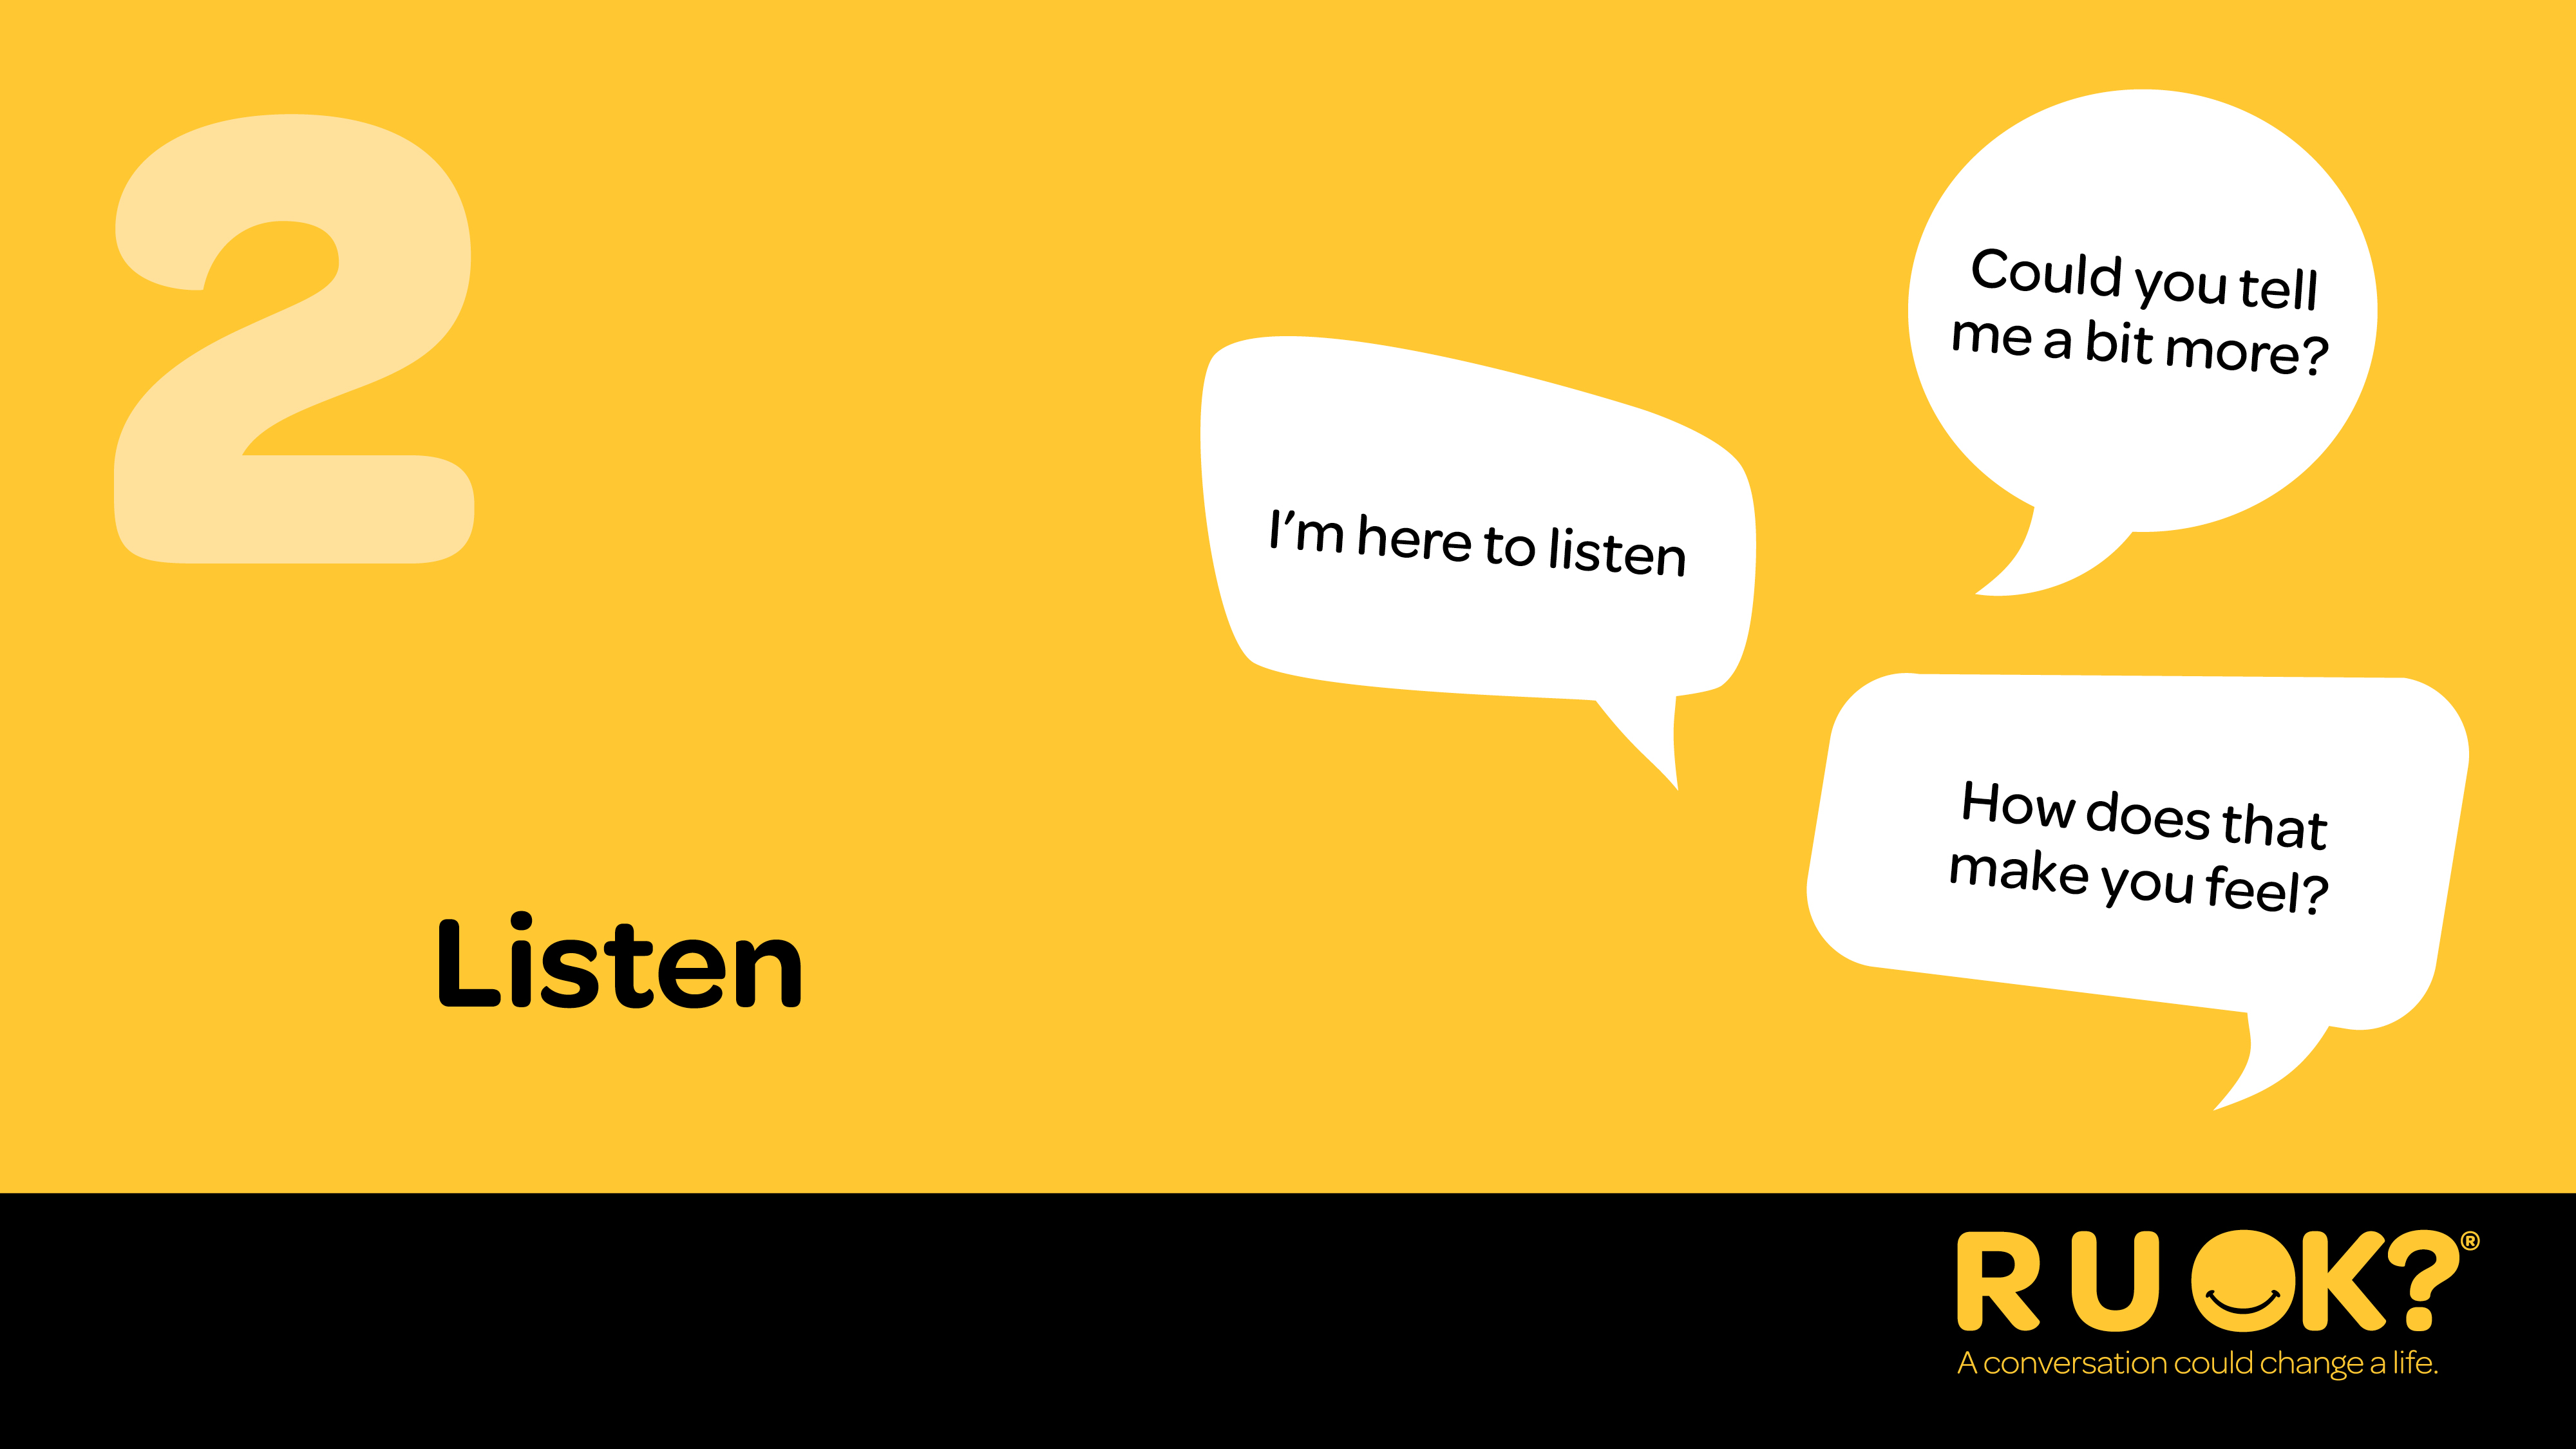 2
Could you tell
me a bit more?
I'm here to listen
How does that
make you feel?
Listen
R U OK?®
A conversation could change a life.